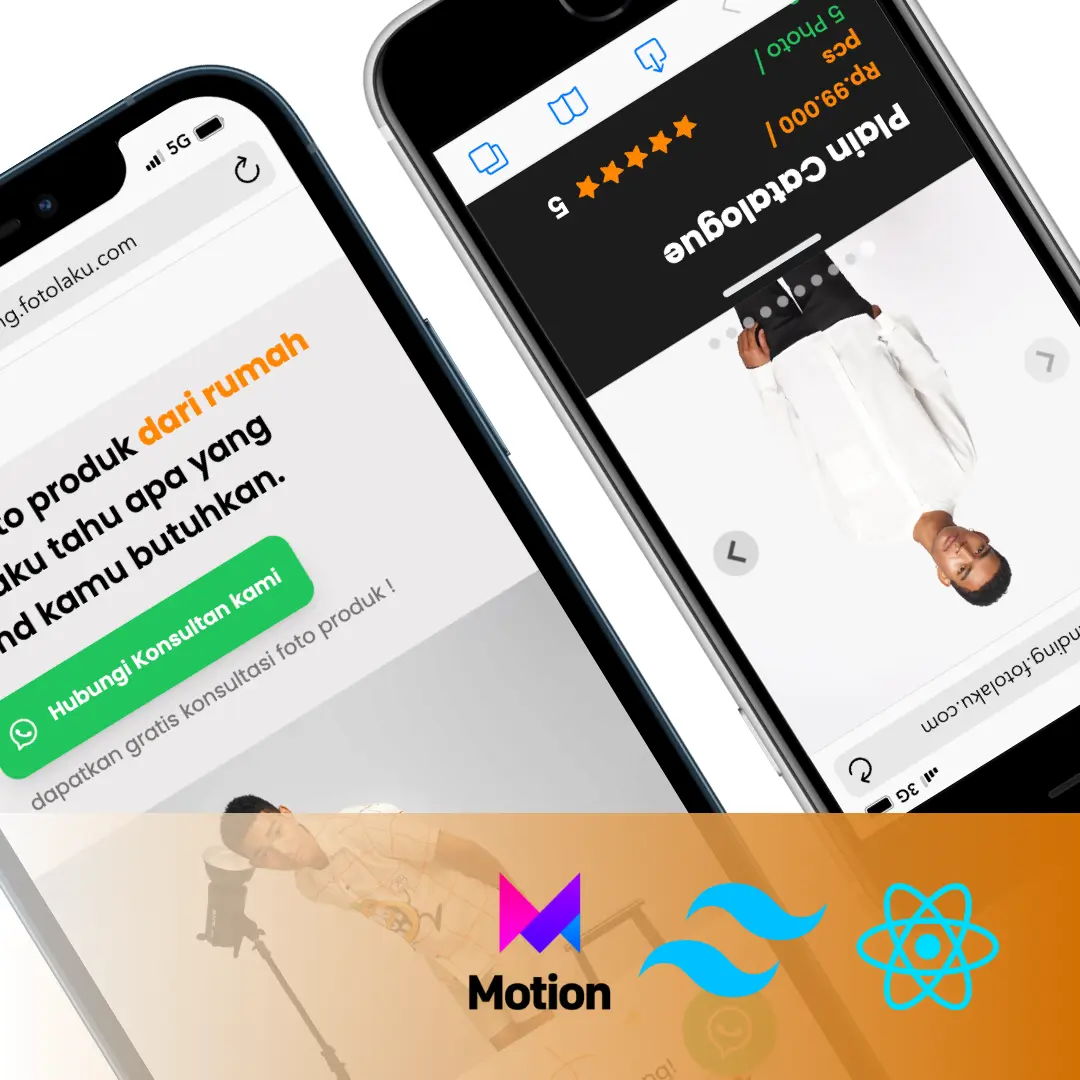 5G
ng.fotolaku.com
to produk dari rumah
aku tahu apa yang
nd kamu butuhkan.
Hubungi Konsultan kami
dapatkan gratis konsultasi foto produk !
3G
nding.fotolaku.com
Plain Catalogue
Rp.99.000 /
pcs
5 Photo /
5
Motion
ng!